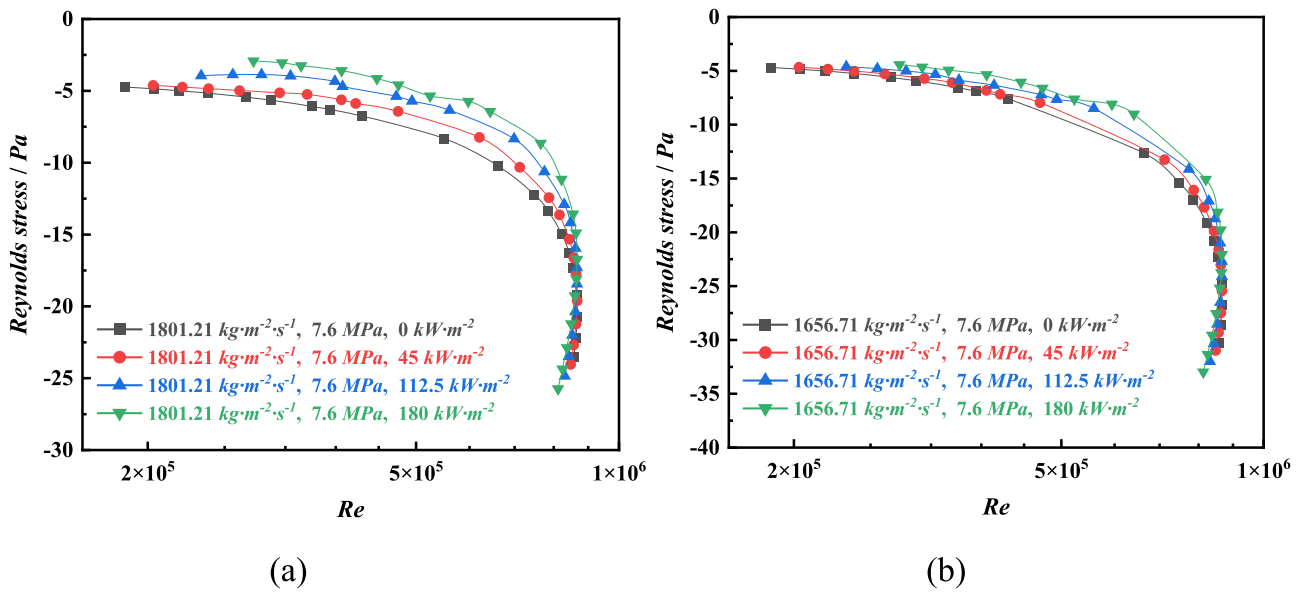 0
-5
-10
-15
-20
-25
-30
Reynolds stress / Pa
1801.21 kg·m⁻²·s⁻¹, 7.6 MPa, 0 kW·m⁻²
1801.21 kg·m⁻²·s⁻¹, 7.6 MPa, 45 kW·m⁻²
1801.21 kg·m⁻²·s⁻¹, 7.6 MPa, 112.5 kW·m⁻²
1801.21 kg·m⁻²·s⁻¹, 7.6 MPa, 180 kW·m⁻²
2×10⁵ 5×10⁵ 1×10⁶
Re
(a)
0
-5
-10
-15
-20
-25
-30
-35
-40
Reynolds stress / Pa
1656.71 kg·m⁻²·s⁻¹, 7.6 MPa, 0 kW·m⁻²
1656.71 kg·m⁻²·s⁻¹, 7.6 MPa, 45 kW·m⁻²
1656.71 kg·m⁻²·s⁻¹, 7.6 MPa, 112.5 kW·m⁻²
1656.71 kg·m⁻²·s⁻¹, 7.6 MPa, 180 kW·m⁻²
2×10⁵ 5×10⁵ 1×10⁶
Re
(b)